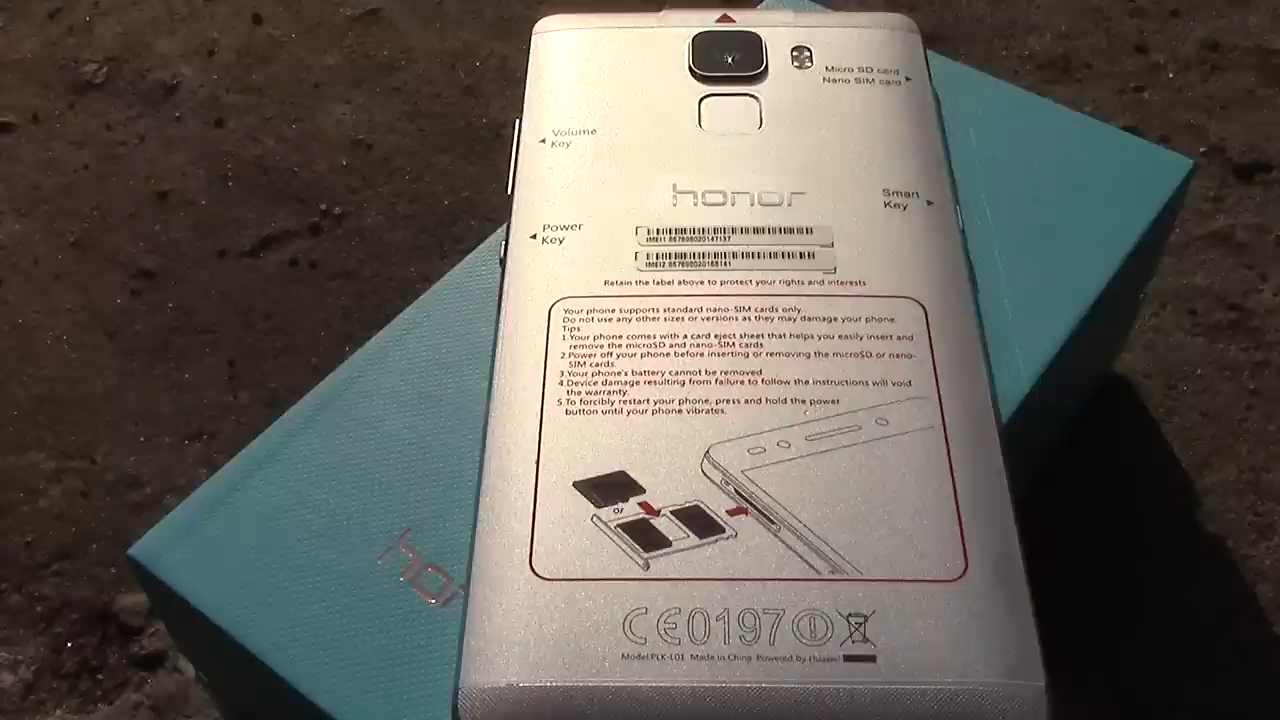 Micro SD card
Nano SIM card
Volume
Key
honor
Smart
Key
Power
Key
IMEI1
IMEI2
Retain the label above to protect your rights and interests
Your phone supports standard nano-SIM cards only.
Do not use any other sizes or versions as they may damage your phone.
Tips:
1.Your phone comes with a card eject sheet that helps you easily insert and
remove the microSD and nano-SIM cards.
2.Power off your phone before inserting or removing the microSD or nano-
SIM cards.
3.Your phone's battery cannot be removed.
4.Device damage resulting from failure to follow the instructions will void
the warranty.
5.To forcibly restart your phone, press and hold the power
button until your phone vibrates.
or
CE0197
Model:PLK-L01 Made in China Powered by Huawei